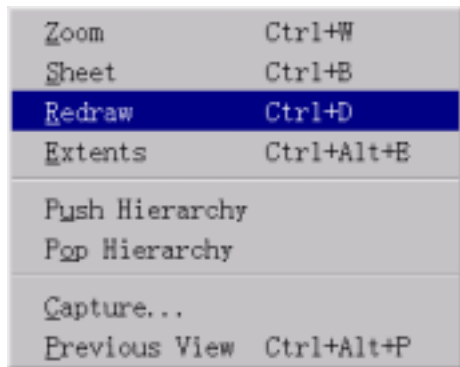 Zoom Ctrl+W
Sheet Ctrl+B
Redraw Ctrl+D
Extents Ctrl+Alt+E
Push Hierarchy
Pop Hierarchy
Capture...
Previous View Ctrl+Alt+P